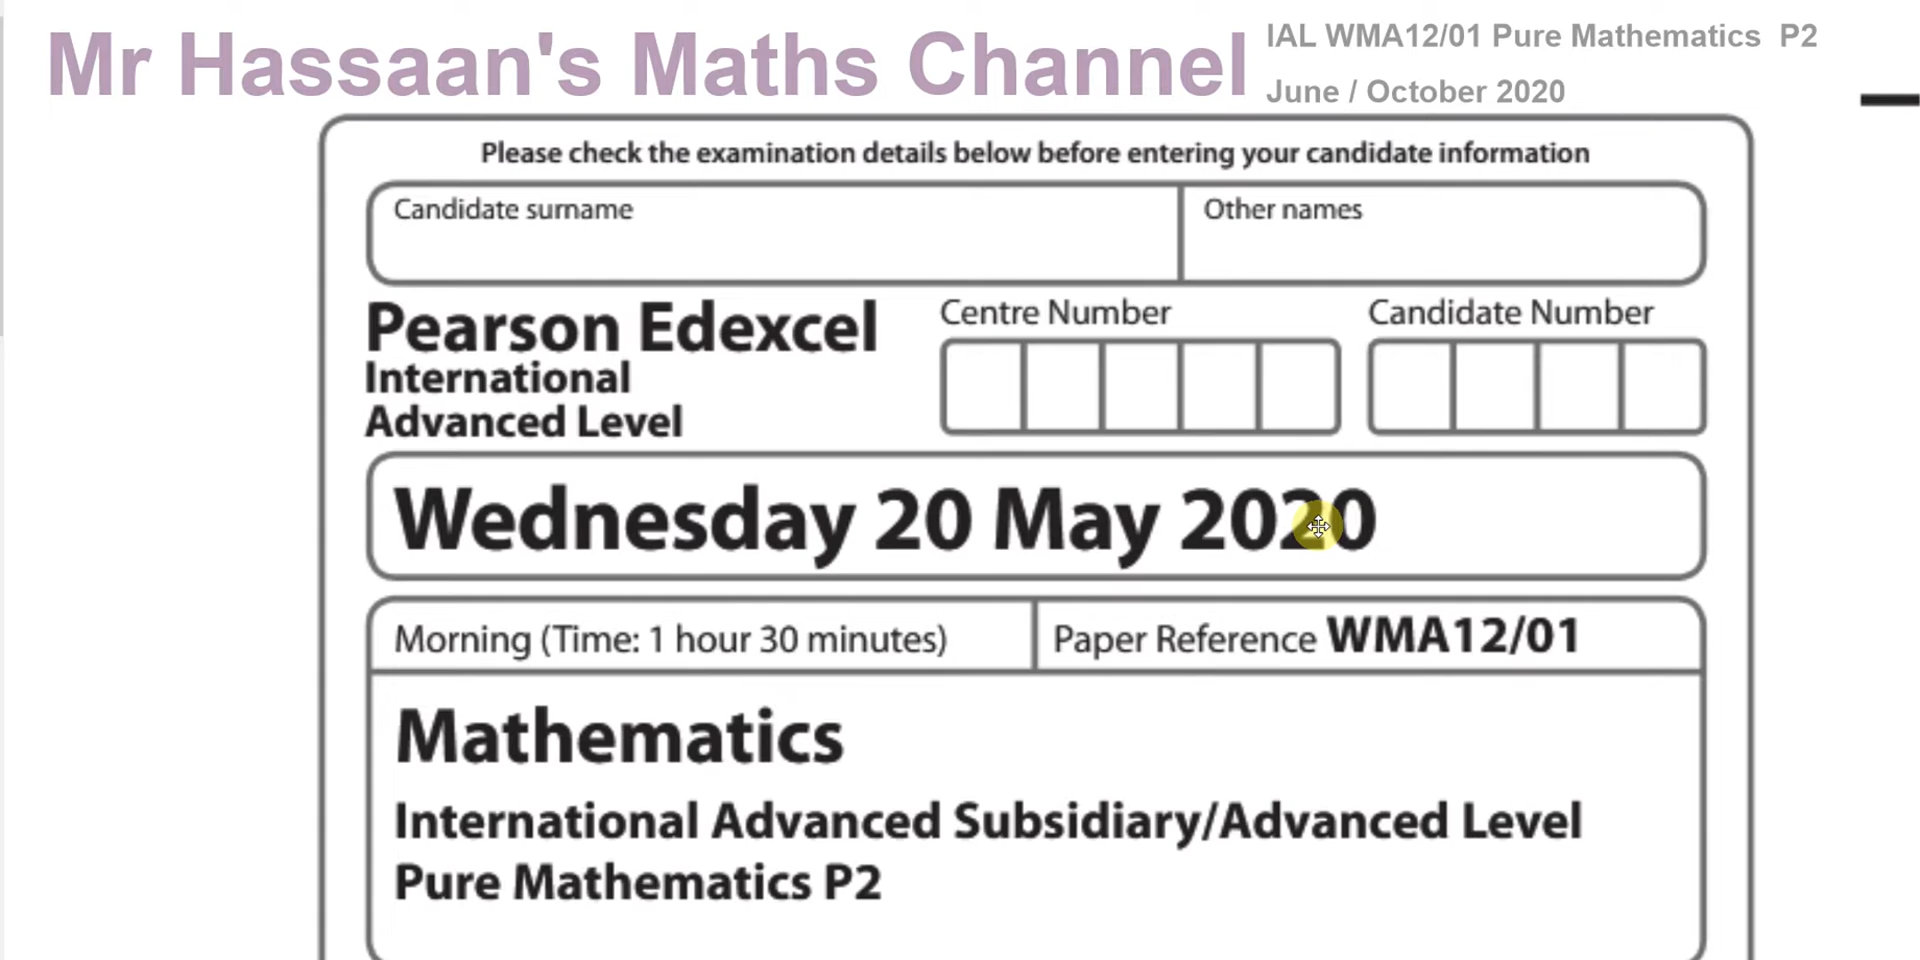 Mr Hassaan's Maths Channel
IAL WMA12/01 Pure Mathematics P2
June / October 2020
Please check the examination details below before entering your candidate information
Candidate surname
Other names
Pearson Edexcel
International
Advanced Level
Centre Number
Candidate Number
Wednesday 20 May 2020
Morning (Time: 1 hour 30 minutes)
Paper Reference WMA12/01
Mathematics
International Advanced Subsidiary/Advanced Level
Pure Mathematics P2